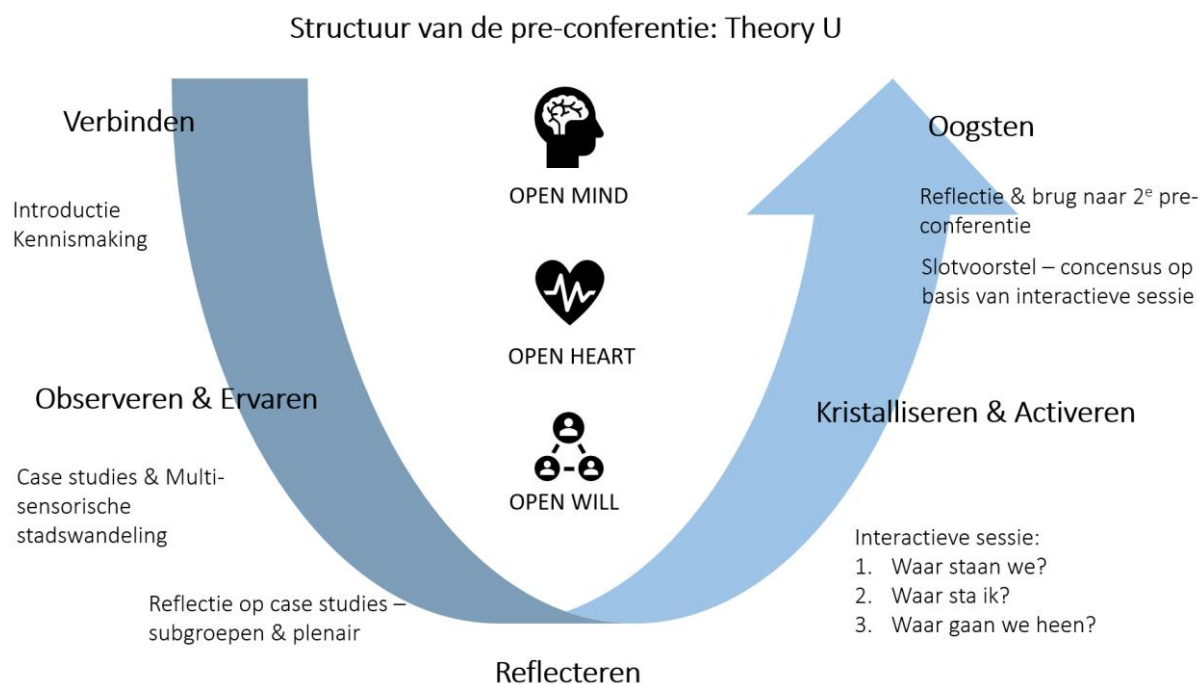 Structuur van de pre-conferentie: Theory U
Verbinden
Introductie
Kennismaking
Observeren & Ervaren
Case studies & Multi-
sensorische
stadswandeling
Reflectie op case studies –
subgroepen & plenair
Reflecteren
OPEN MIND
OPEN HEART
OPEN WILL
Oogsten
Reflectie & brug naar 2e pre-
conferentie
Slotvoorstel – concensus op
basis van interactieve sessie
Kristalliseren & Activeren
Interactieve sessie:
1. Waar staan we?
2. Waar sta ik?
3. Waar gaan we heen?